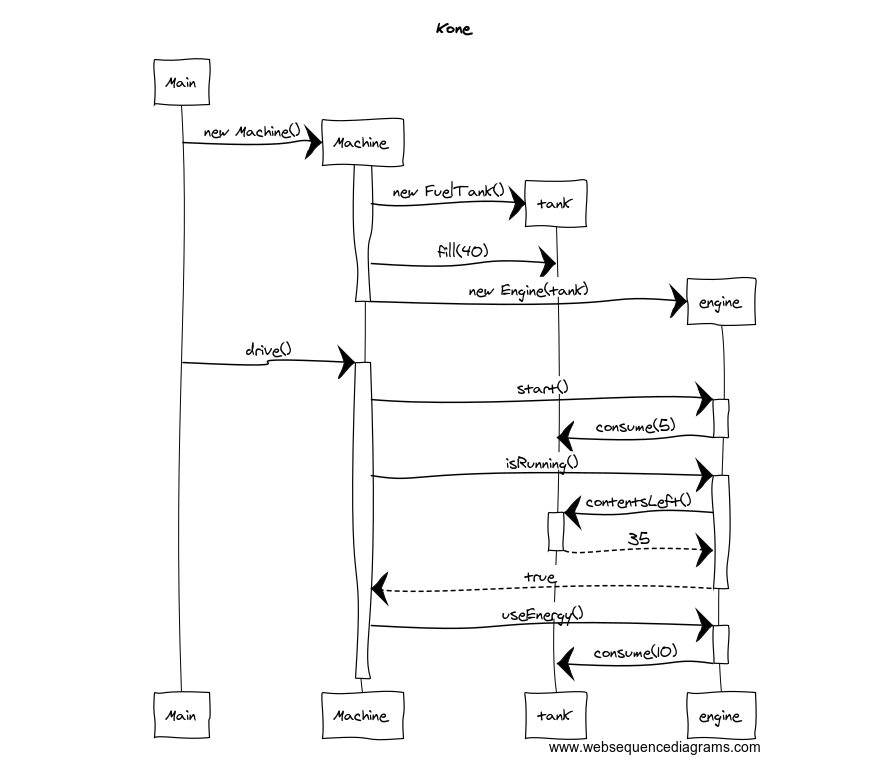 Kone
Main
new Machine()
Machine
new FuelTank()
tank
fill(40)
new Engine(tank)
engine
drive()
start()
consume(5)
isRunning()
contentsLeft()
35
true
useEnergy()
consume(10)
Main
Machine
tank
engine
www.websequencediagrams.com